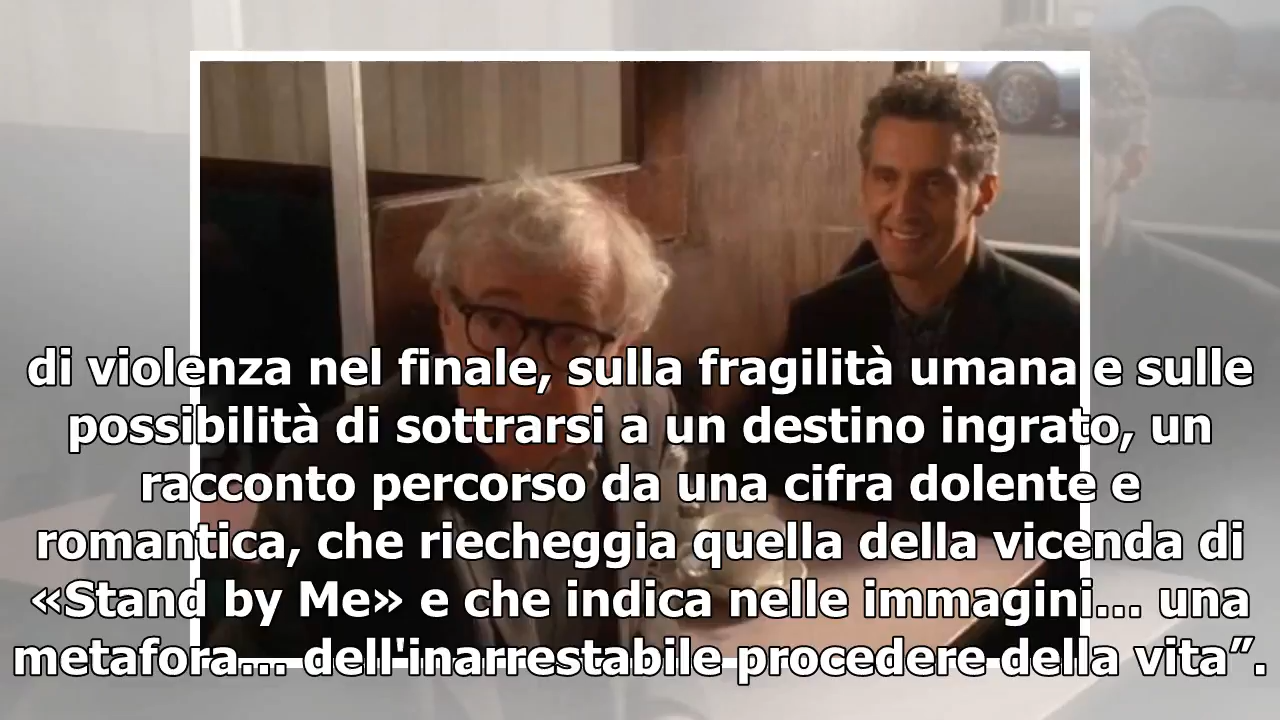 di violenza nel finale, sulla fragilità umana e sulle
possibilità di sottrarsi a un destino ingrato, un
racconto percorso da una cifra dolente e
romantica, che riecheggia quella della vicenda di
«Stand by Me» e che indica nelle immagini... una
metafora... dell'inarrestabile procedere della vita”.